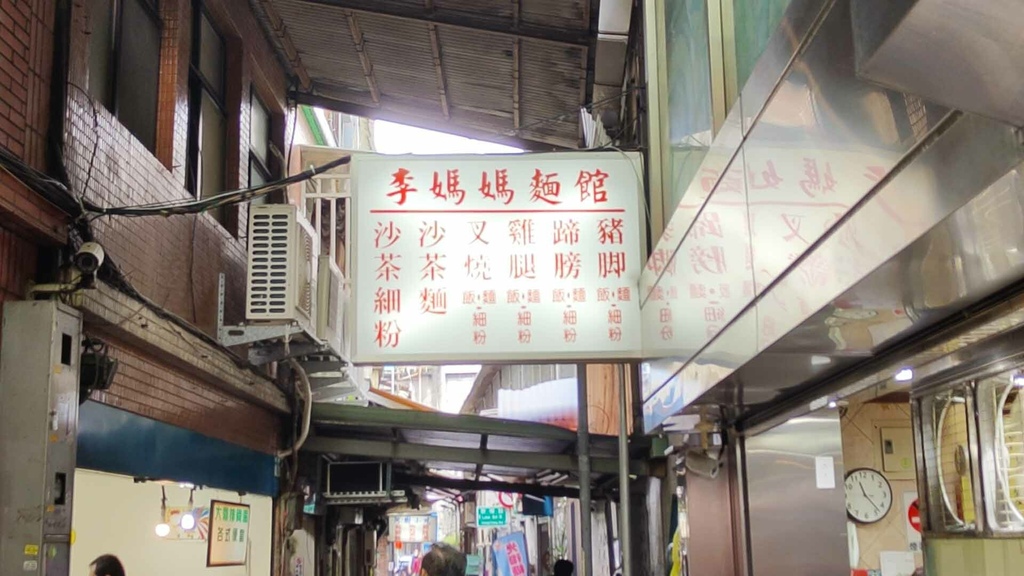 李媽媽麵館
豬脚飯‧麵‧細粉
蹄膀飯‧麵‧細粉
雞腿飯‧麵‧細粉
叉燒飯‧麵‧細粉
沙茶麵
沙茶細粉